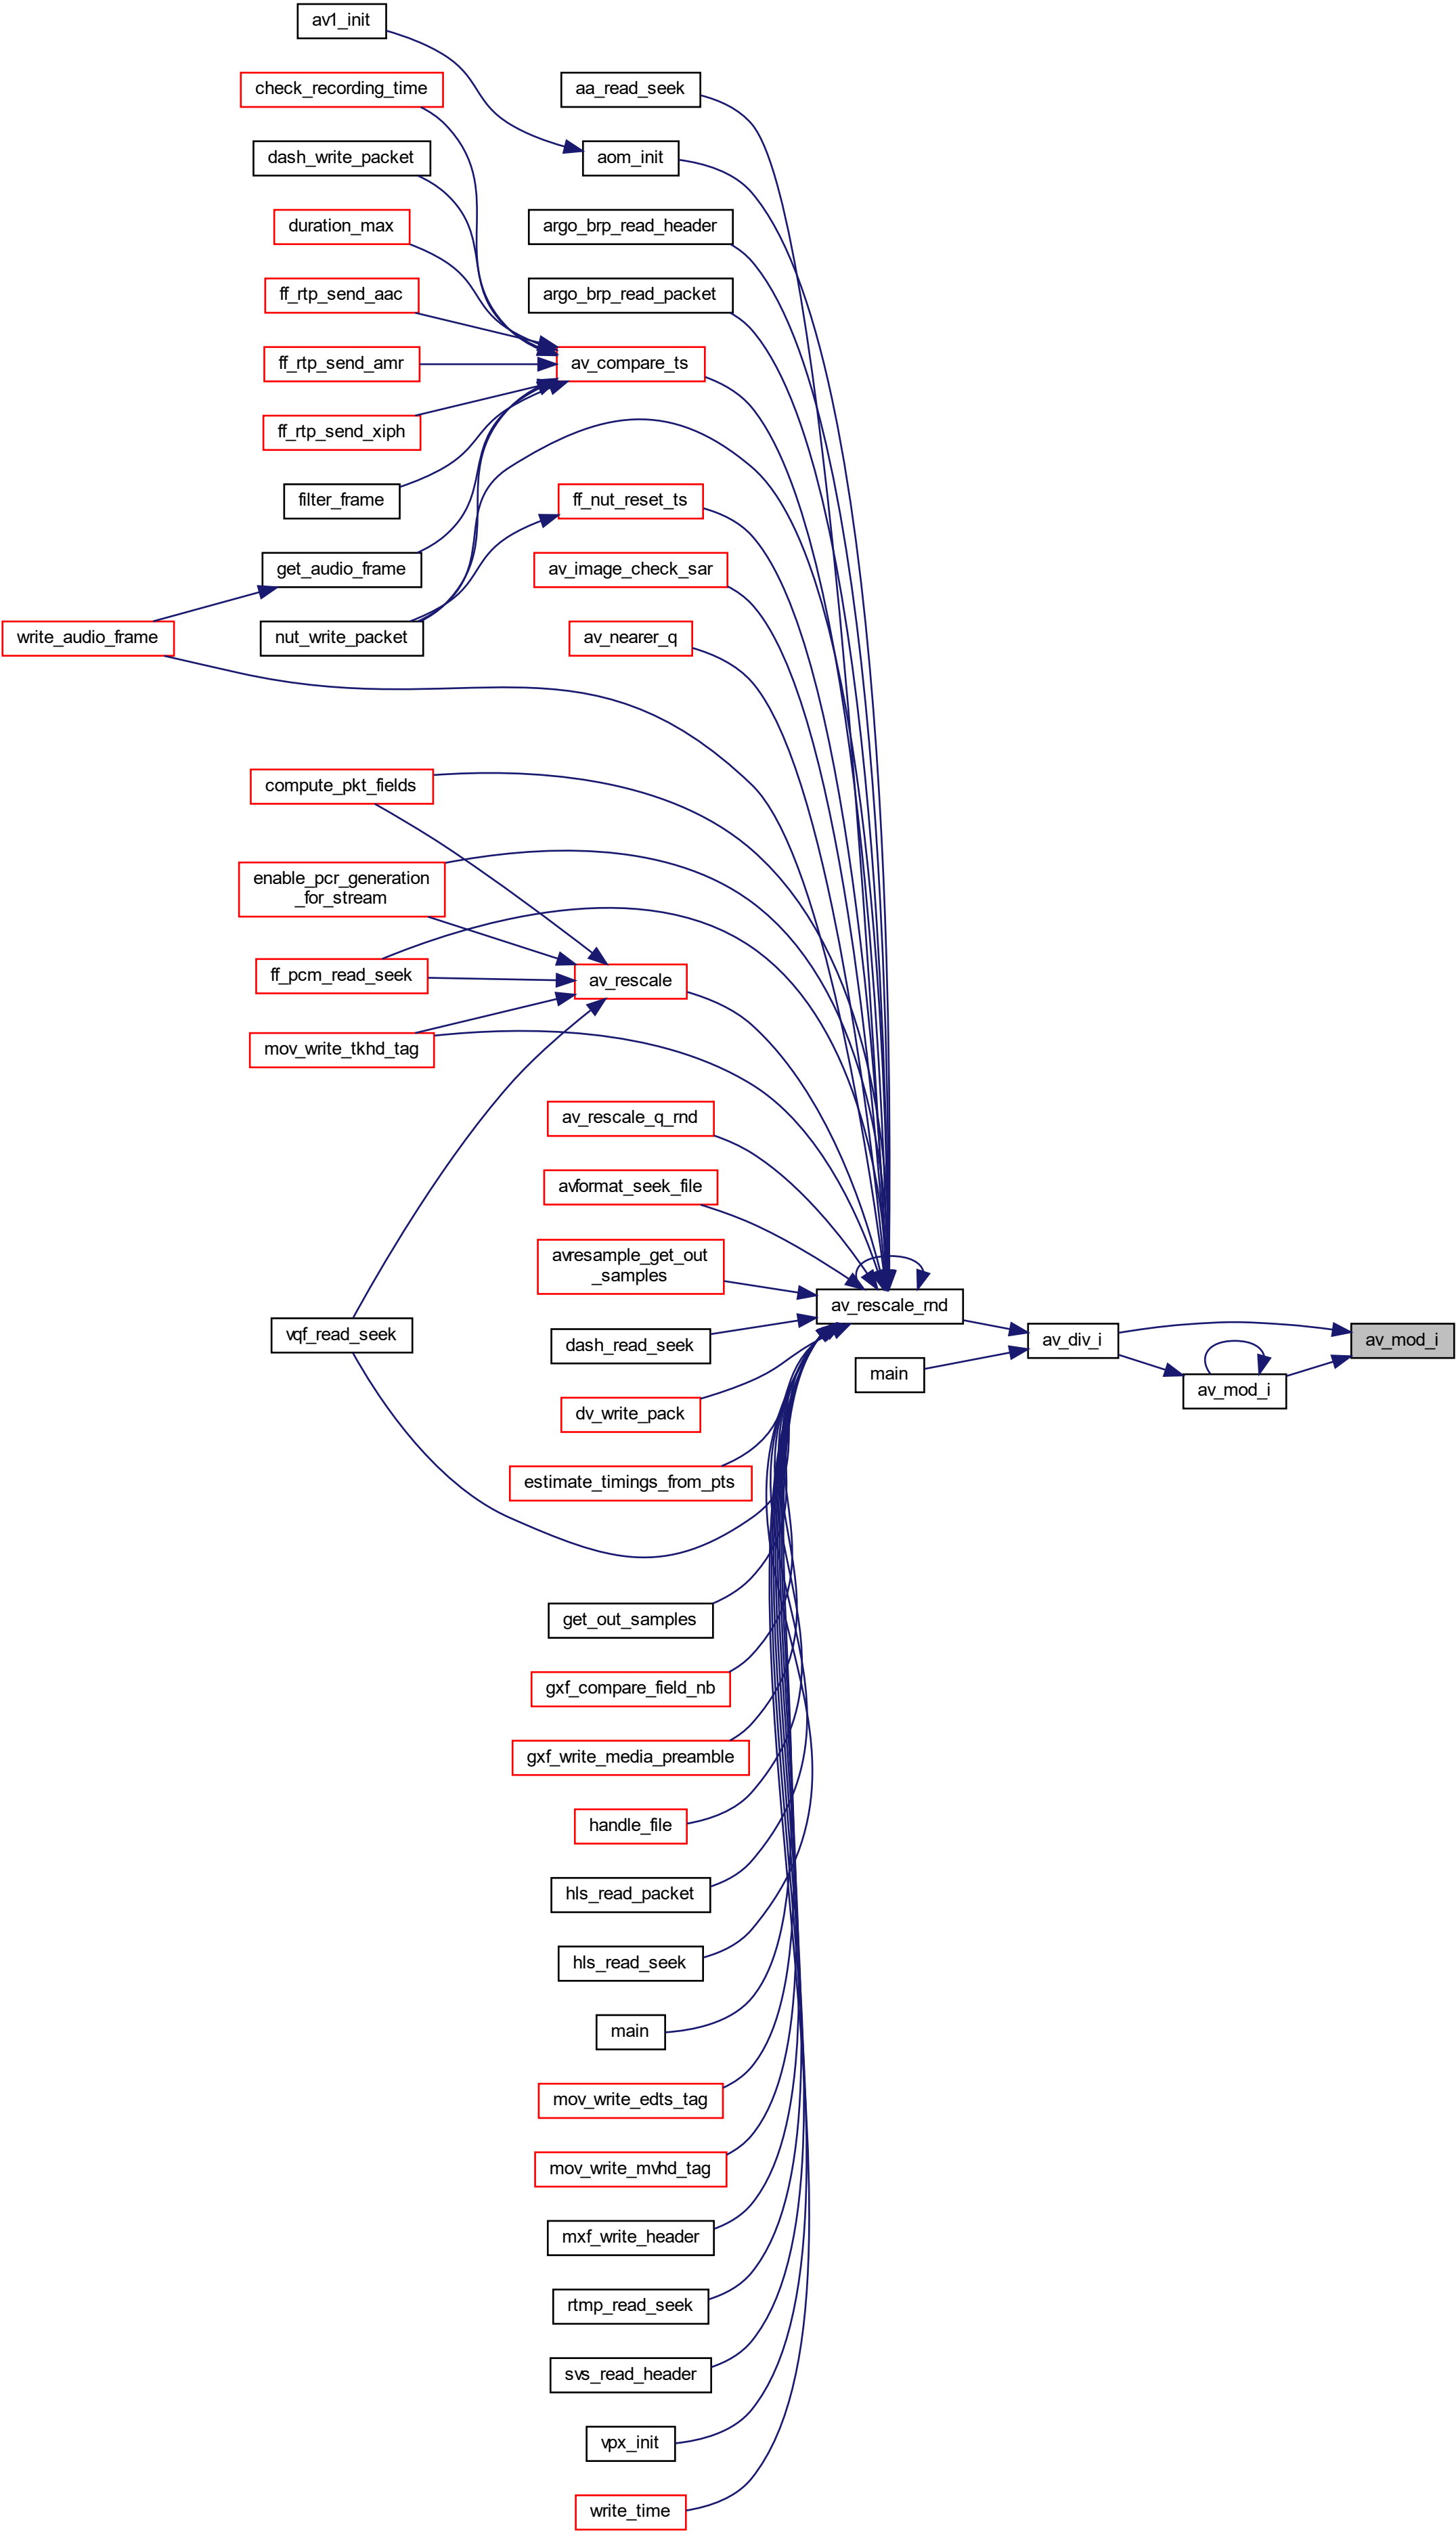 av1_init
check_recording_time
aa_read_seek
dash_write_packet
aom_init
duration_max
argo_brp_read_header
ff_rtp_send_aac
argo_brp_read_packet
ff_rtp_send_amr
av_compare_ts
ff_rtp_send_xiph
filter_frame
ff_nut_reset_ts
get_audio_frame
av_image_check_sar
write_audio_frame
nut_write_packet
av_nearer_q
compute_pkt_fields
enable_pcr_generation
_for_stream
ff_pcm_read_seek
av_rescale
mov_write_tkhd_tag
av_rescale_q_rnd
avformat_seek_file
avresample_get_out
_samples
av_rescale_rnd
vqf_read_seek
dash_read_seek
av_div_i
av_mod_i
main
av_mod_i
dv_write_pack
estimate_timings_from_pts
get_out_samples
gxf_compare_field_nb
gxf_write_media_preamble
handle_file
hls_read_packet
hls_read_seek
main
mov_write_edts_tag
mov_write_mvhd_tag
mxf_write_header
rtmp_read_seek
svs_read_header
vpx_init
write_time